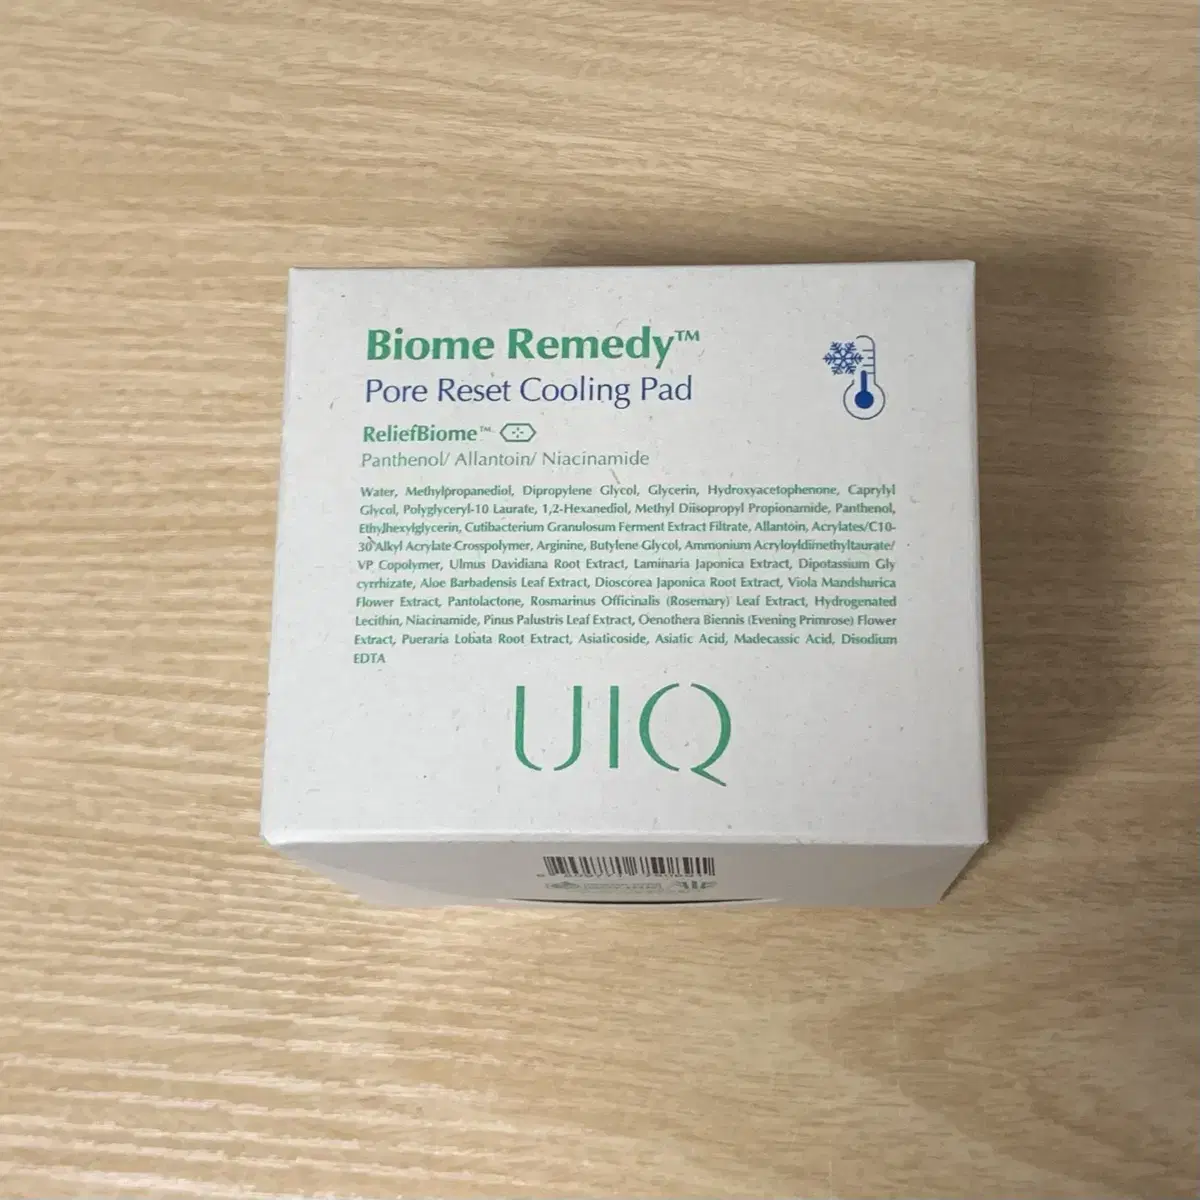 Biome Remedy™
Pore Reset Cooling Pad
ReliefBiome™
Panthenol/ Allantoin/ Niacinamide
Water, Methylpropanediol, Dipropylene Glycol, Glycerin, Hydroxyacetophenone, Caprylyl
Glycol, Polyglyceryl-10 Laurate, 1,2-Hexanediol, Methyl Diisopropyl Propionamide, Panthenol,
Ethylhexylglycerin, Cutibacterium Granulosum Ferment Extract Filtrate, Allantoin, Acrylates/C10-
30 Alkyl Acrylate Crosspolymer, Arginine, Butylene Glycol, Ammonium Acryloyldimethyltaurate/
VP Copolymer, Ulmus Davidiana Root Extract, Laminaria Japonica Extract, Dipotassium Gly
cyrrhizate, Aloe Barbadensis Leaf Extract, Dioscorea Japonica Root Extract, Viola Mandshurica
Flower Extract, Pantolactone, Rosmarinus Officinalis (Rosemary) Leaf Extract, Hydrogenated
Lecithin, Niacinamide, Pinus Palustris Leaf Extract, Oenothera Biennis (Evening Primrose) Flower
Extract, Pueraria Lobata Root Extract, Asiaticoside, Asiatic Acid, Madecassic Acid, Disodium
EDTA
UIQ